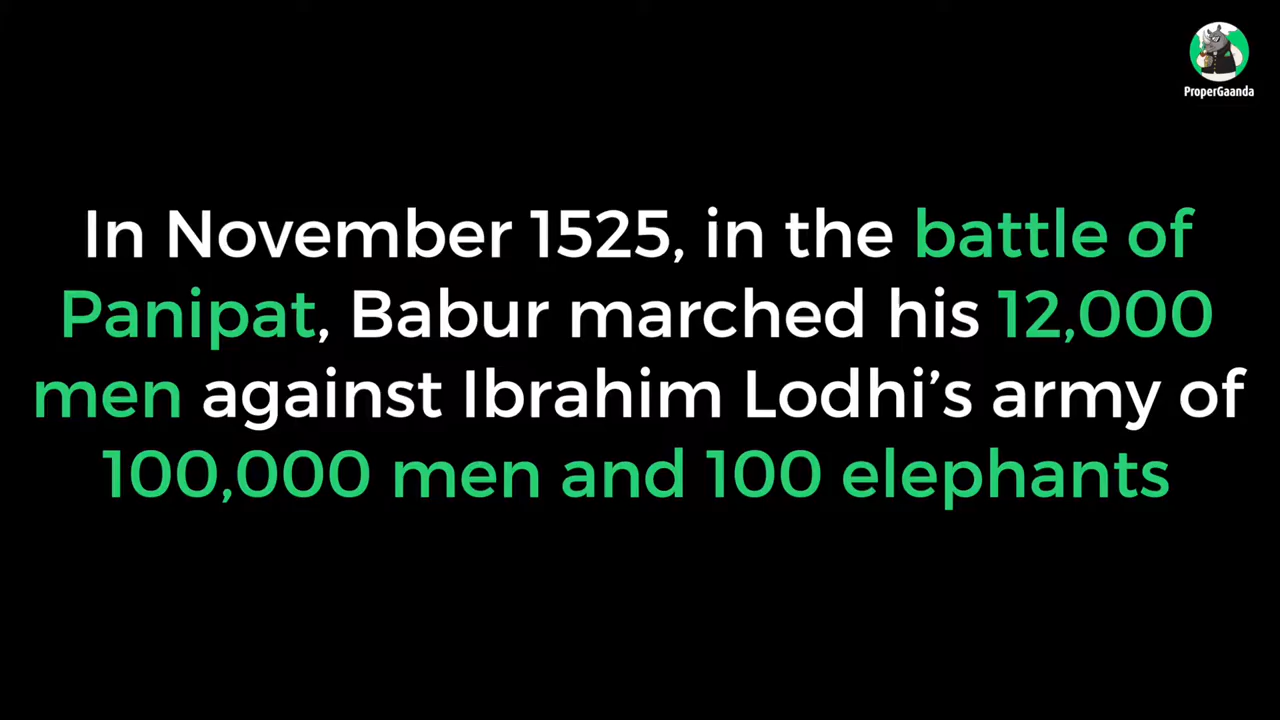 ProperGaanda
In November 1525, in the battle of
Panipat, Babur marched his 12,000
men against Ibrahim Lodhi’s army of
100,000 men and 100 elephants